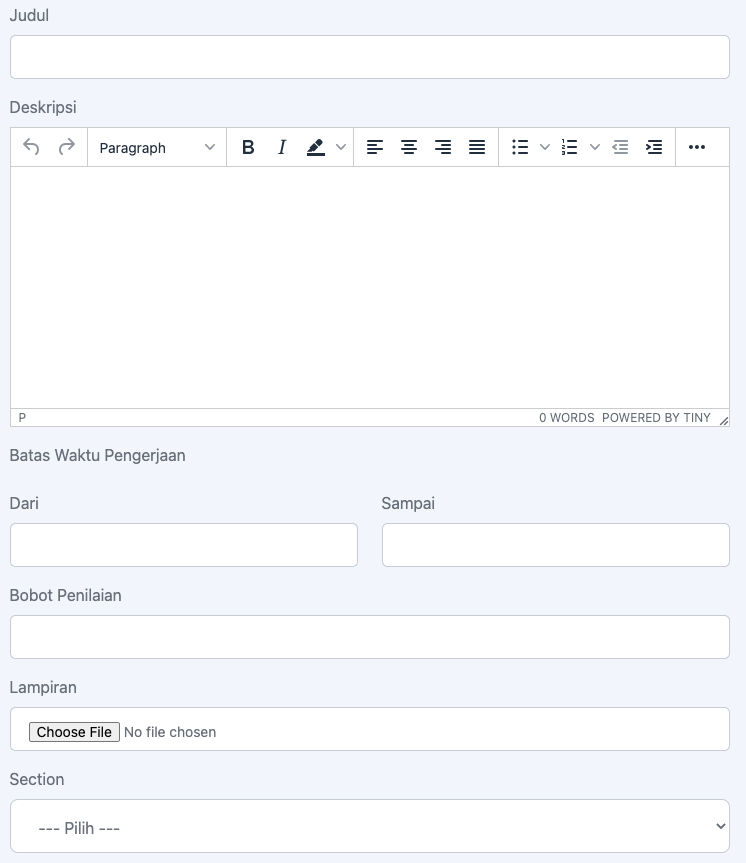 Judul
Deskripsi
Paragraph B I
P 0 WORDS POWERED BY TINY
Batas Waktu Pengerjaan
Dari Sampai
Bobot Penilaian
Lampiran
Choose File No file chosen
Section
--- Pilih ---